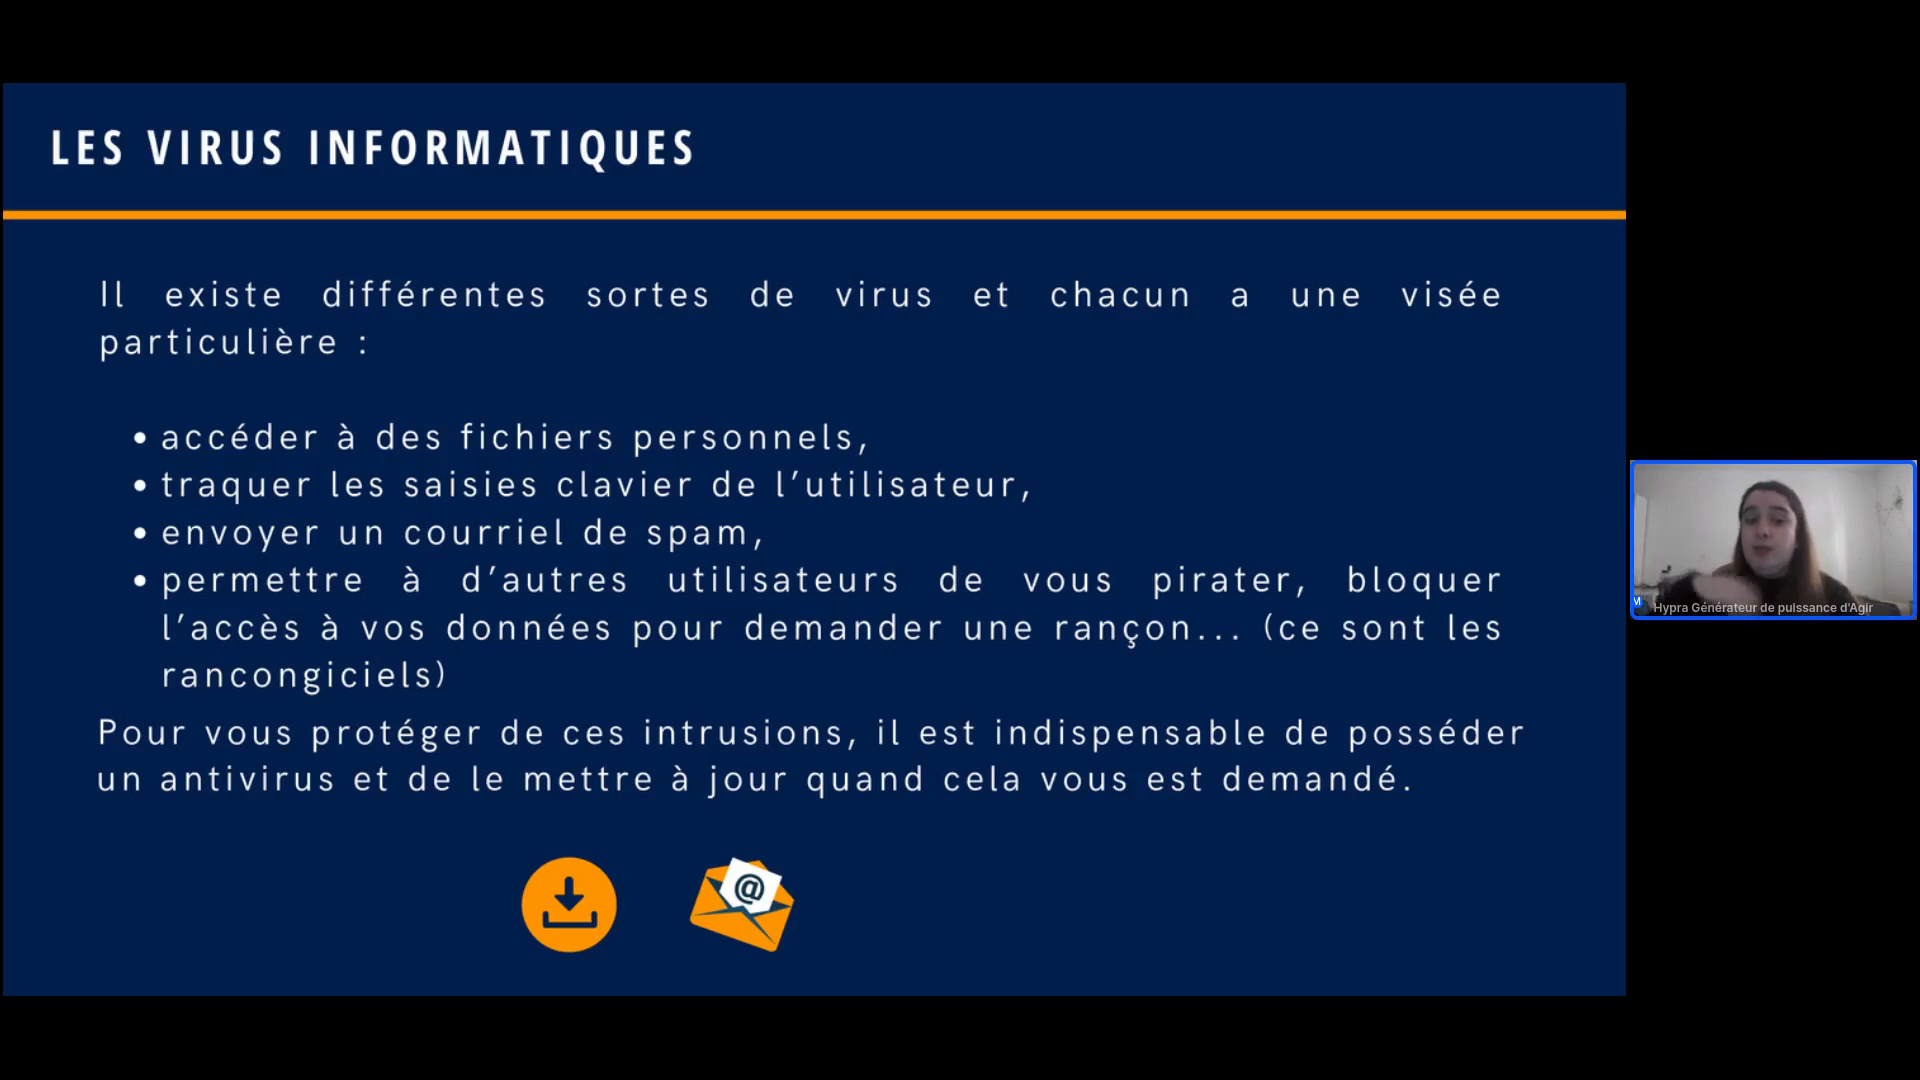 LES VIRUS INFORMATIQUES
Il existe différentes sortes de virus et chacun a une visée
particulière :
• accéder à des fichiers personnels,
• traquer les saisies clavier de l’utilisateur,
• envoyer un courriel de spam,
• permettre à d’autres utilisateurs de vous pirater, bloquer
l’accès à vos données pour demander une rançon... (ce sont les
rancongiciels)
Pour vous protéger de ces intrusions, il est indispensable de posséder
un antivirus et de le mettre à jour quand cela vous est demandé.
@
M
Hypra Générateur de puissance d'Agir